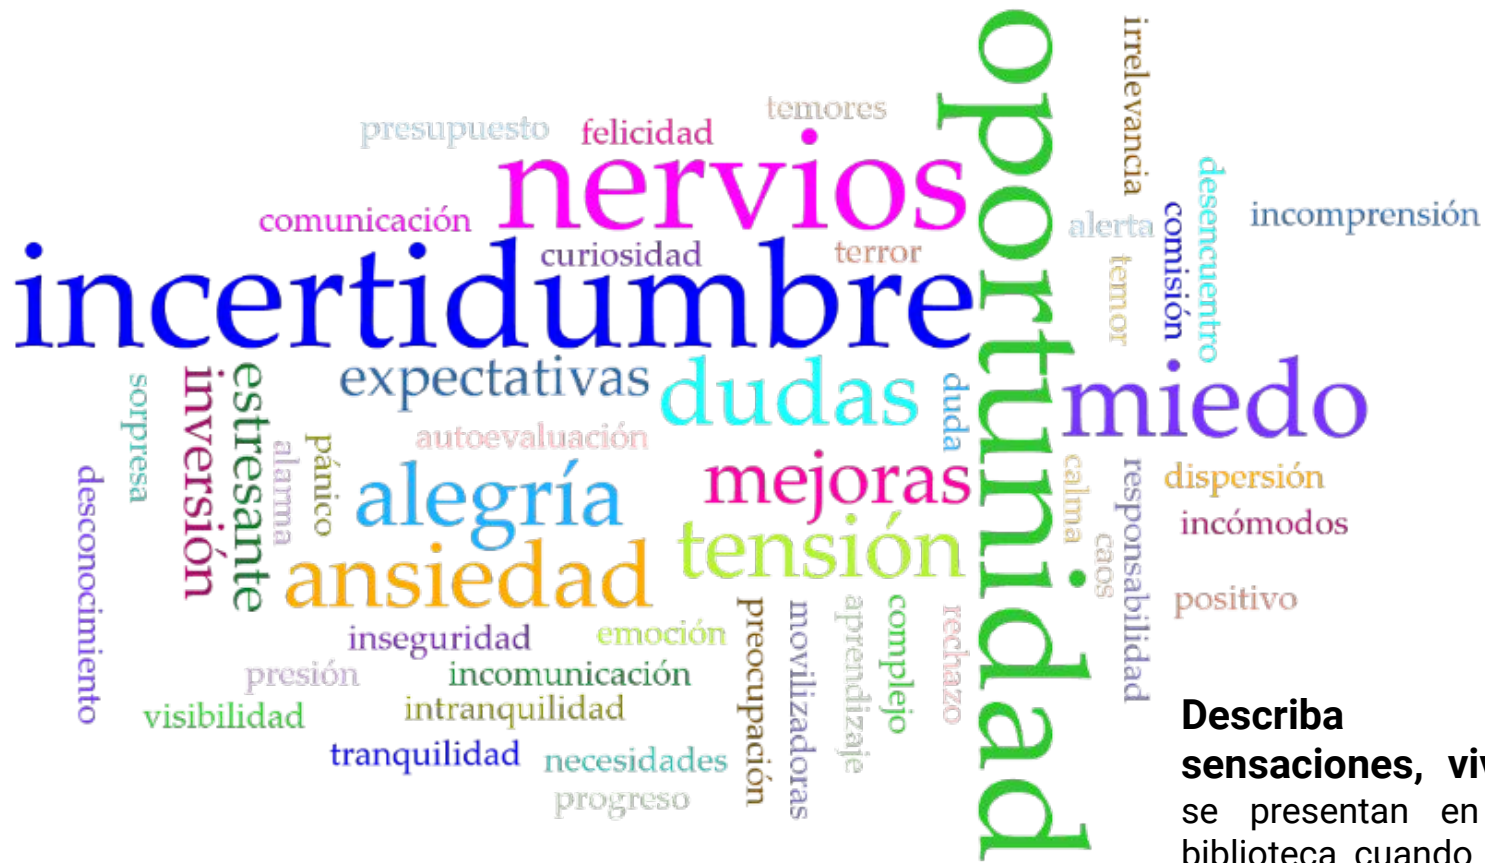 oportunidad
irrelevancia
temores
presupuesto
felicidad
nervios
desencuentro
comunicación
alerta
comisión
incomprensión
curiosidad
terror
temor
incertidumbre
expectativas
dudas
duda
miedo
sorpresa
inversión
estresante
alarma
pánico
autoevaluación
mejoras
calma
responsabilidad
dispersión
desconocimiento
alegría
incómodos
ansiedad
tensión
caos
positivo
inseguridad
emoción
preocupación
movilizadoras
aprendizaje
complejo
rechazo
presión
incomunicación
visibilidad
intranquilidad
tranquilidad
necesidades
progreso
Describa
sensaciones,
se presentan en
biblioteca cuando